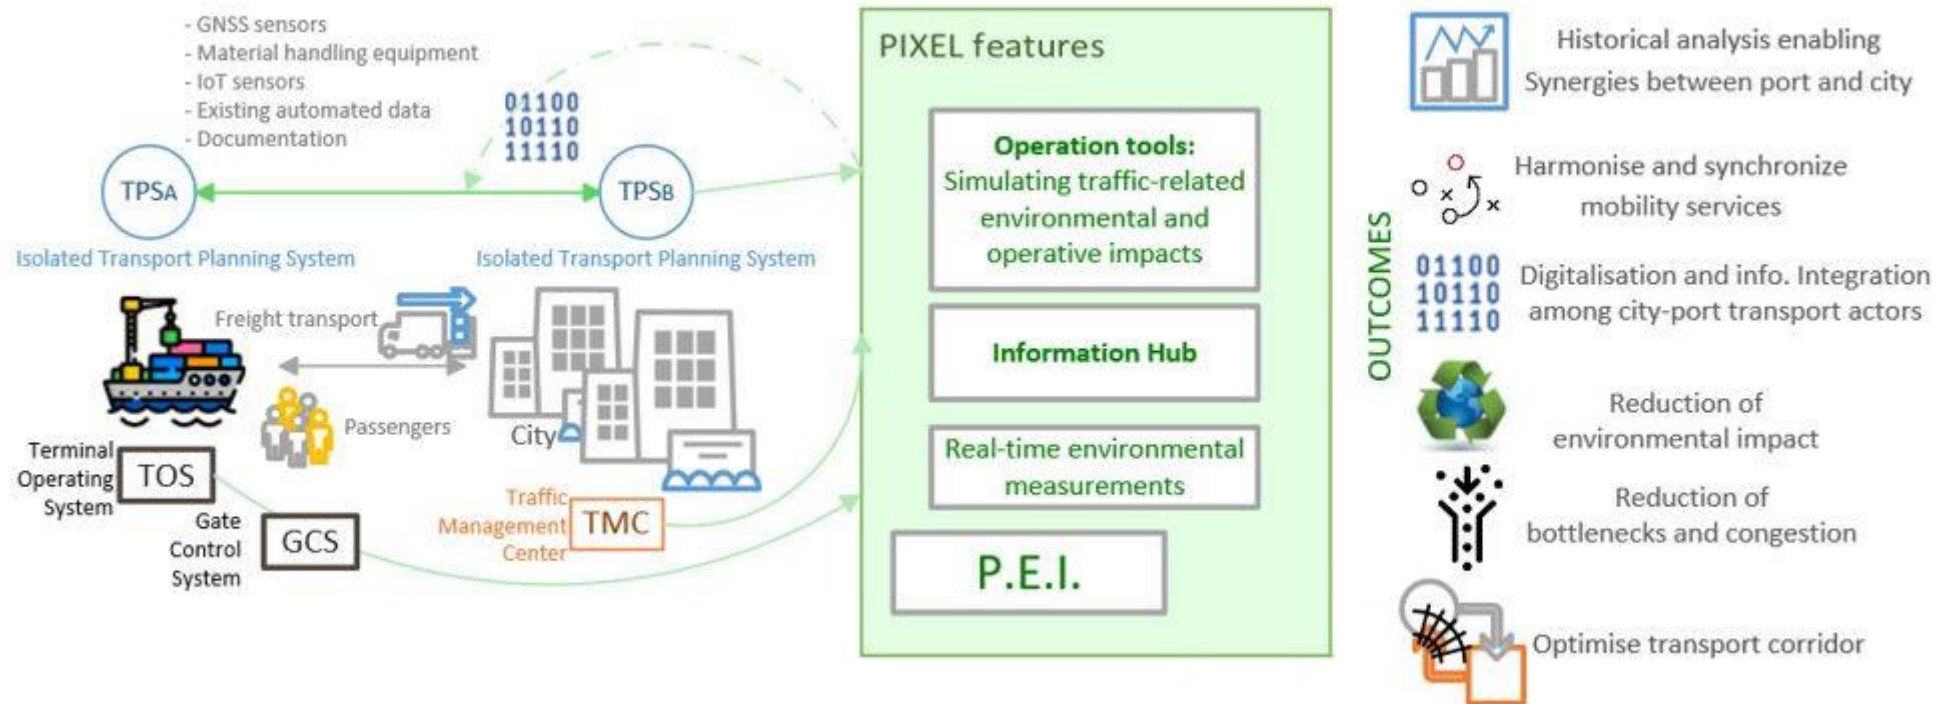 - GNSS sensors
- Material handling equipment
- IoT sensors
- Existing automated data
- Documentation
01100
10110
11110
TPSA
TPSB
Isolated Transport Planning System
Isolated Transport Planning System
Freight transport
Passengers
City
Terminal
Operating
System
TOS
Gate
Control
System
GCS
Traffic
Management
Center
TMC
PIXEL features
Operation tools:
Simulating traffic-related
environmental and
operative impacts
Information Hub
Real-time environmental
measurements
P.E.I.
OUTCOMES
Historical analysis enabling
Synergies between port and city
Harmonise and synchronize
mobility services
01100
10110
11110
Digitalisation and info. Integration
among city-port transport actors
Reduction of
environmental impact
Reduction of
bottlenecks and congestion
Optimise transport corridor